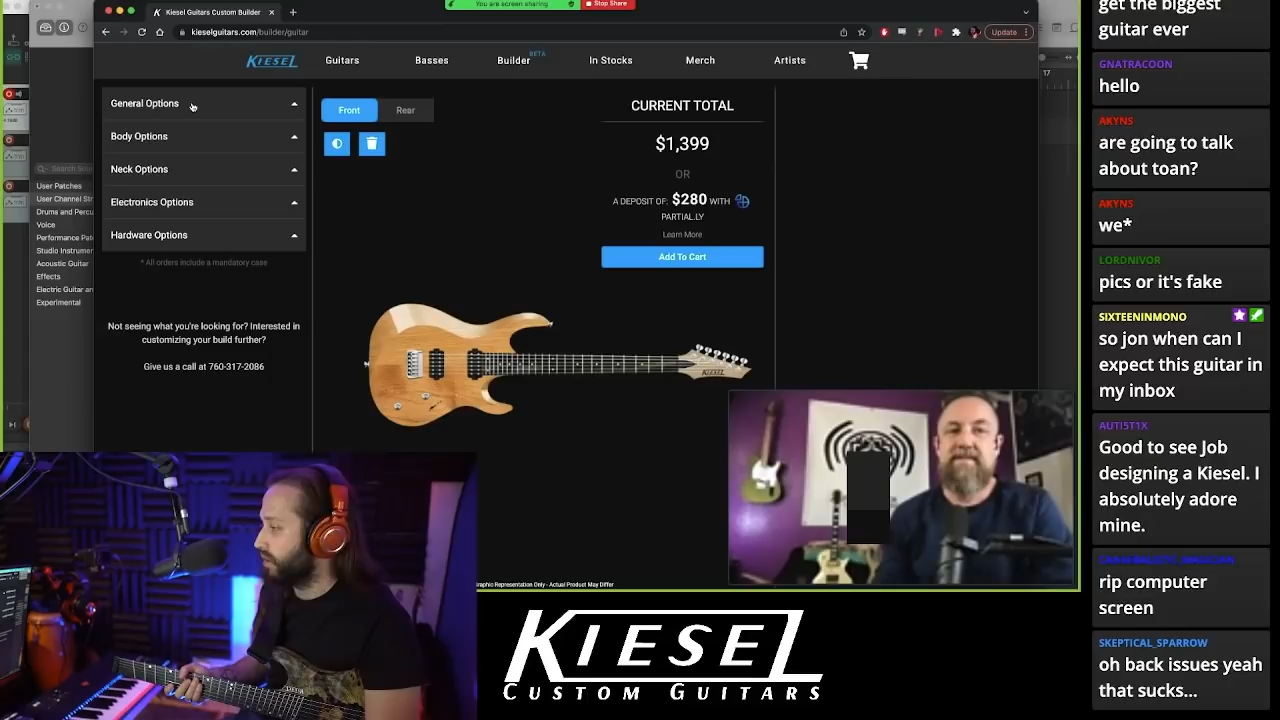 You are screen sharing
Stop Share
Kiesel Guitars Custom Builder
kieselguitars.com/builder/guitar
Update
KIESEL
Guitars
Basses
Builder
BETA
In Stocks
Merch
Artists
General Options
Body Options
Neck Options
Electronics Options
Hardware Options
* All orders include a mandatory case
Not seeing what you're looking for? Interested in
customizing your build further?
Give us a call at 760-317-2086
Front
Rear
CURRENT TOTAL
$1,399
OR
A DEPOSIT OF: $280 WITH
PARTIAL.LY
Learn More
Add To Cart
KIESEL
User Patches
Drums and Percu
Voice
Performance Pat
Studio Instrumen
Acoustic Guitar
Effects
Electric Guitar an
Experimental
17
Actual Product May Differ
KIESEL
CUSTOM GUITARS
get the biggest
guitar ever
GNATRACOON
hello
AKYNS
are going to talk
about to tan?
AKYNS
we*
LORDNIVOR
pics or it's fake
SIXTEENINMONO
so jon when can I
expect this guitar in
my inbox
AUT1ST1X
Good to see Job
designing a Kiesel. I
absolutely adore
mine.
rip computer
screen
SKEPTICAL_SPARROW
oh back issues yeah
that sucks...